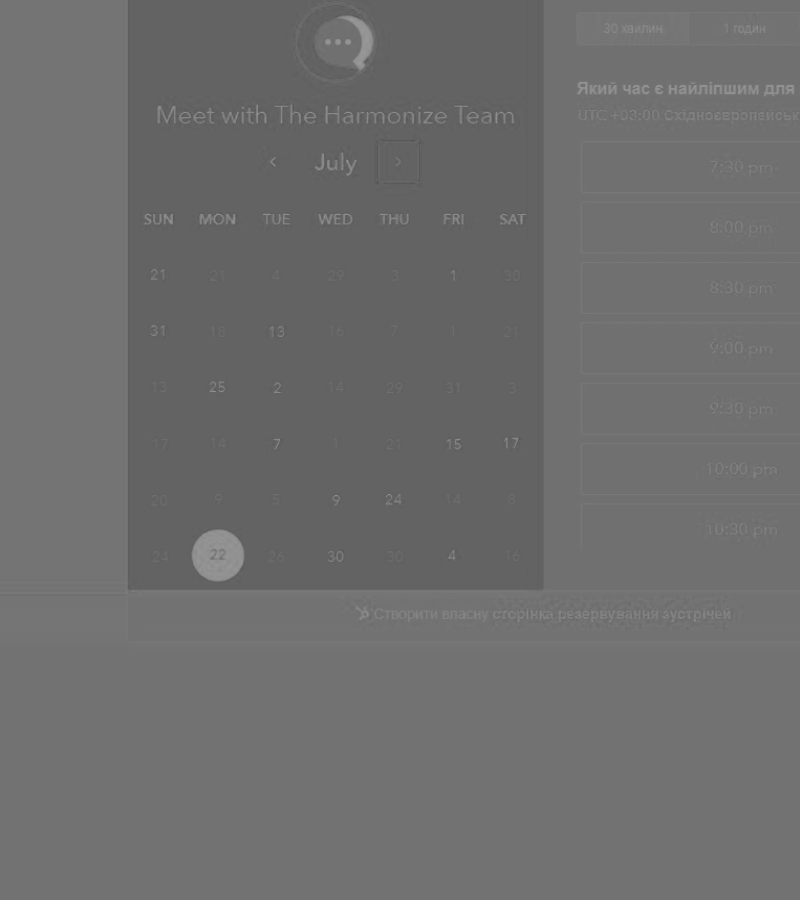 Meet with The Harmonize Team
July
SUN MON TUE WED THU FRI SAT
21 21 4 29 3 1 30
31 18 13 16 7 1 21
13 25 2 14 29 31 3
17 14 7 1 21 15 17
20 9 5 9 24 14 8
24 22 26 30 30 4 16
30 хвилин 1 годин
Який час є найліпшим для
UTC +03:00 Східноєвропейськ
7:30 pm
8:00 pm
8:30 pm
9:00 pm
9:30 pm
10:00 pm
10:30 pm
Створити власну сторінка резервування зустрічей